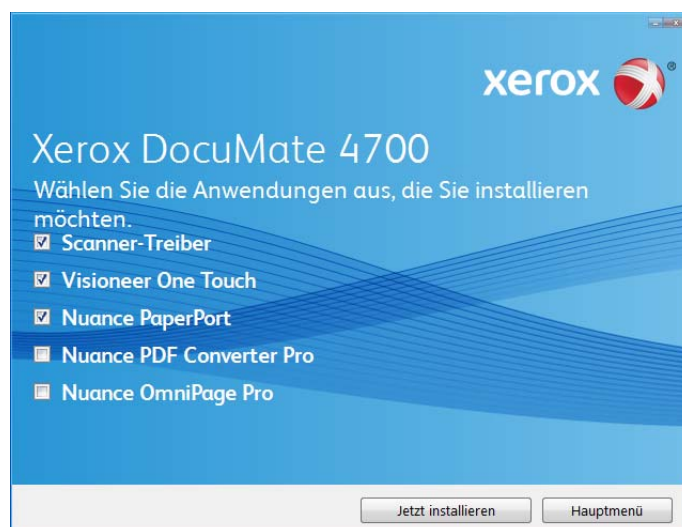 xerox ®
Xerox DocuMate 4700
Wählen Sie die Anwendungen aus, die Sie installieren
möchten.
Scanner-Treiber
Visioneer One Touch
Nuance PaperPort
Nuance PDF Converter Pro
Nuance OmniPage Pro
Jetzt installieren Hauptmenü